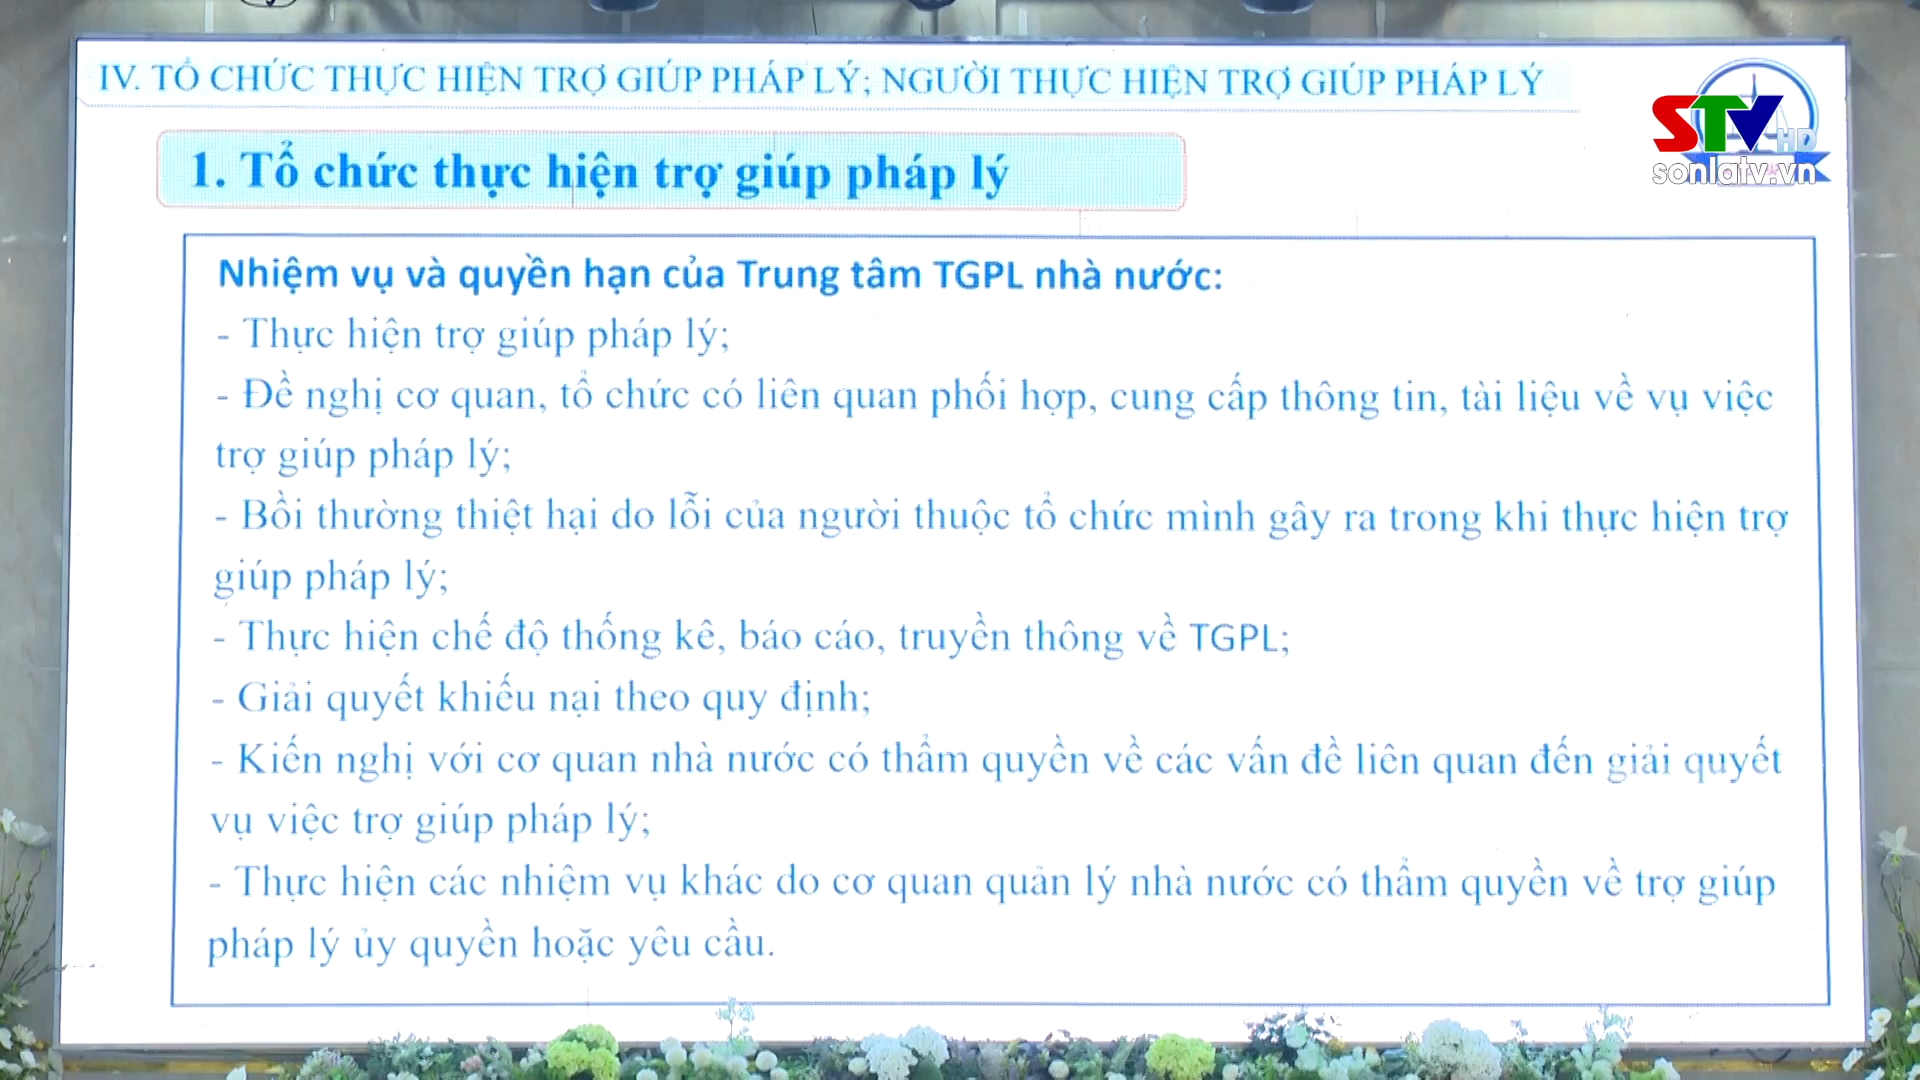 IV. TỔ CHỨC THỰC HIỆN TRỢ GIÚP PHÁP LÝ; NGƯỜI THỰC HIỆN TRỢ GIÚP PHÁP LÝ
STV HD
sonlatv.vn
1. Tổ chức thực hiện trợ giúp pháp lý
Nhiệm vụ và quyền hạn của Trung tâm TGPL nhà nước:
- Thực hiện trợ giúp pháp lý;
- Đề nghị cơ quan, tổ chức có liên quan phối hợp, cung cấp thông tin, tài liệu về vụ việc
trợ giúp pháp lý;
- Bồi thường thiệt hại do lỗi của người thuộc tổ chức mình gây ra trong khi thực hiện trợ
giúp pháp lý;
- Thực hiện chế độ thống kê, báo cáo, truyền thông về TGPL;
- Giải quyết khiếu nại theo quy định;
- Kiến nghị với cơ quan nhà nước có thẩm quyền về các vấn đề liên quan đến giải quyết
vụ việc trợ giúp pháp lý;
- Thực hiện các nhiệm vụ khác do cơ quan quản lý nhà nước có thẩm quyền về trợ giúp
pháp lý ủy quyền hoặc yêu cầu.